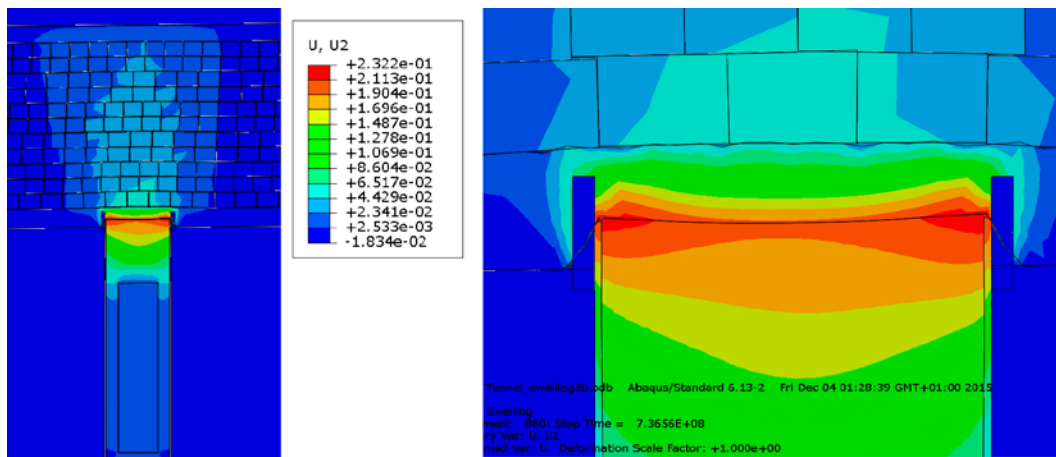 U, U2
+2.322e-01
+2.113e-01
+1.904e-01
+1.696e-01
+1.487e-01
+1.278e-01
+1.069e-01
+8.604e-02
+6.517e-02
+4.429e-02
+2.341e-02
+2.533e-03
-1.834e-02
Tunnel_swelling3b.odb Abaqus/Standard 6.13-2 Fri Dec 04 01:28:39 GMT+01:00 2015
Swelling
ment 860: Step Time = 7.3656E+08
ry Var: U, U2
med Var: U Deformation Scale Factor: +1.000e+00